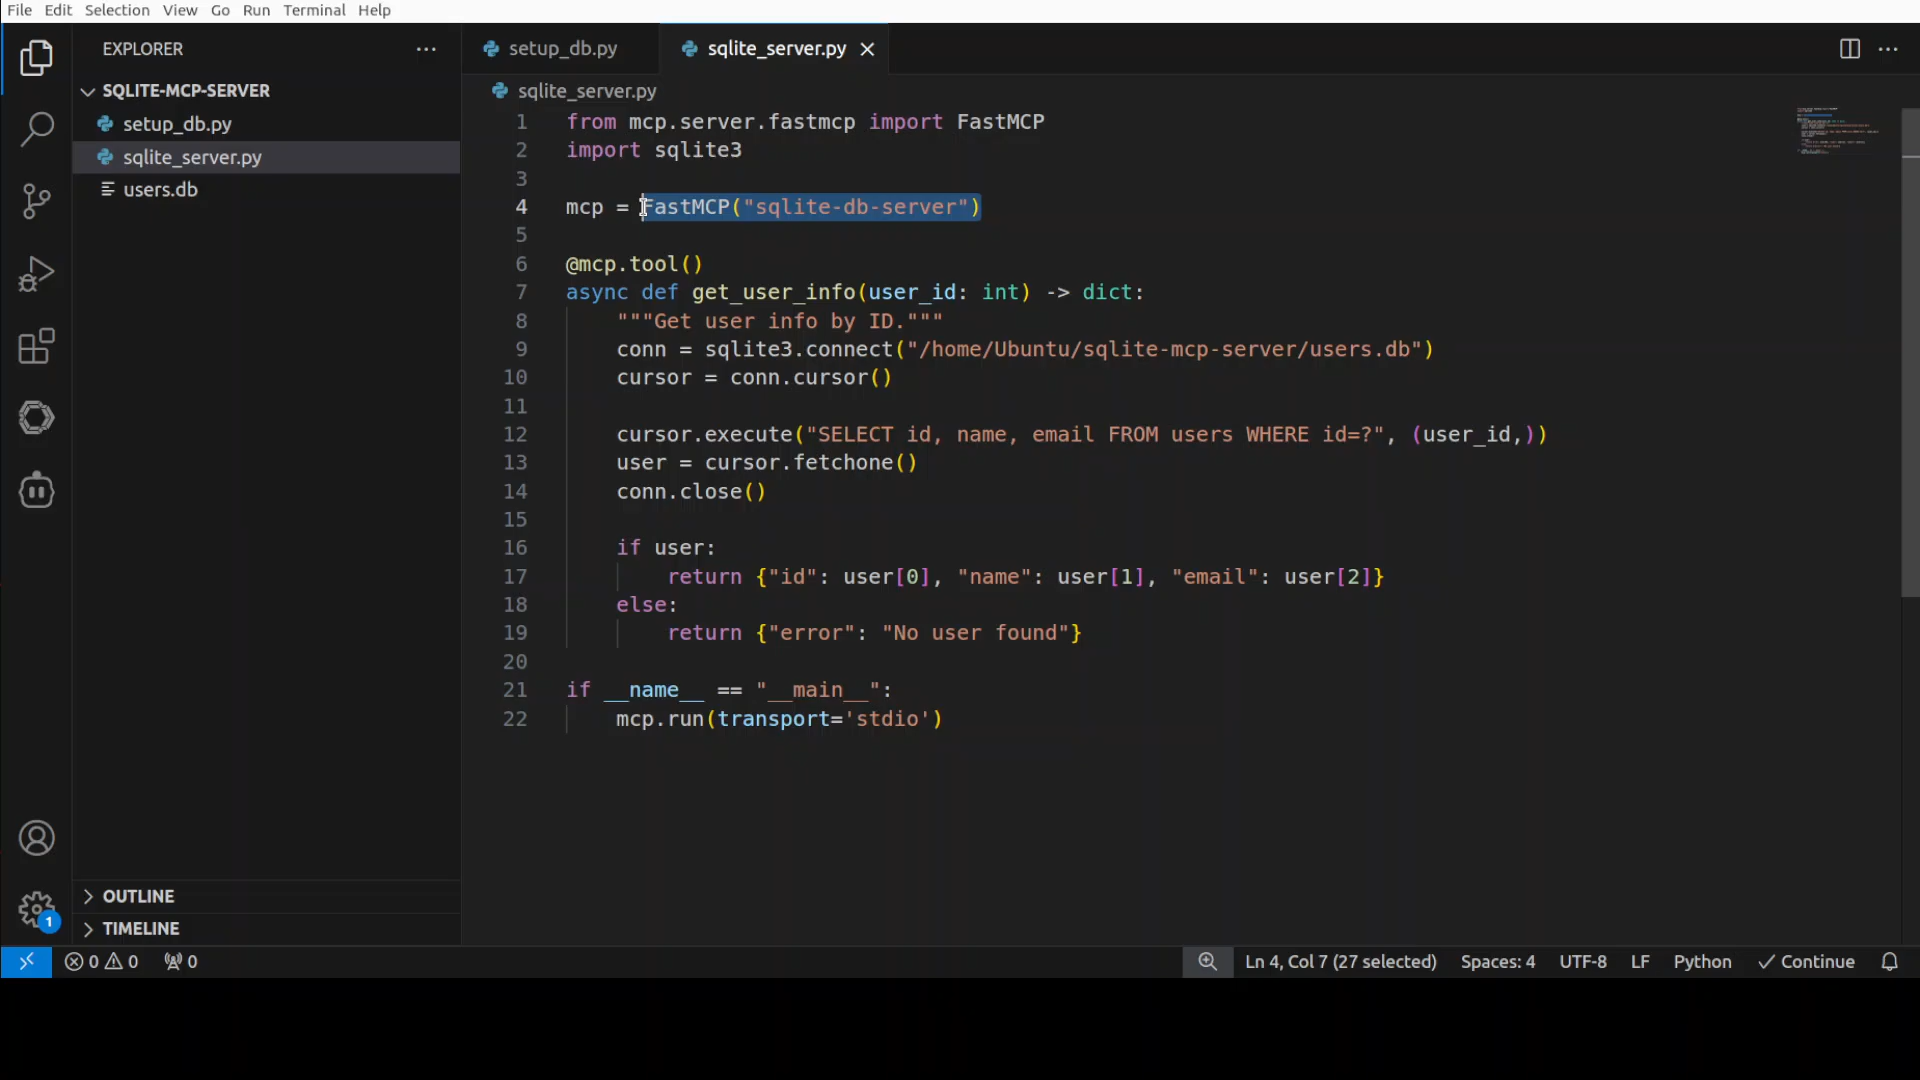 File Edit Selection View Go Run Terminal Help
EXPLORER
SQLITE-MCP-SERVER
setup_db.py
sqlite_server.py
users.db
OUTLINE
TIMELINE
setup_db.py sqlite_server.py
sqlite_server.py
1 from mcp.server.fastmcp import FastMCP
2 import sqlite3
3
4 mcp = FastMCP("sqlite-db-server")
5
6 @mcp.tool()
7 async def get_user_info(user_id: int) -> dict:
8 """Get user info by ID."""
9 conn = sqlite3.connect("/home/Ubuntu/sqlite-mcp-server/users.db")
10 cursor = conn.cursor()
11
12 cursor.execute("SELECT id, name, email FROM users WHERE id=?", (user_id,))
13 user = cursor.fetchone()
14 conn.close()
15
16 if user:
17 return {"id": user[0], "name": user[1], "email": user[2]}
18 else:
19 return {"error": "No user found"}
20
21 if __name__ == "__main__":
22 mcp.run(transport='stdio')
1
0 0 0 Ln 4, Col 7 (27 selected) Spaces: 4 UTF-8 LF Python Continue